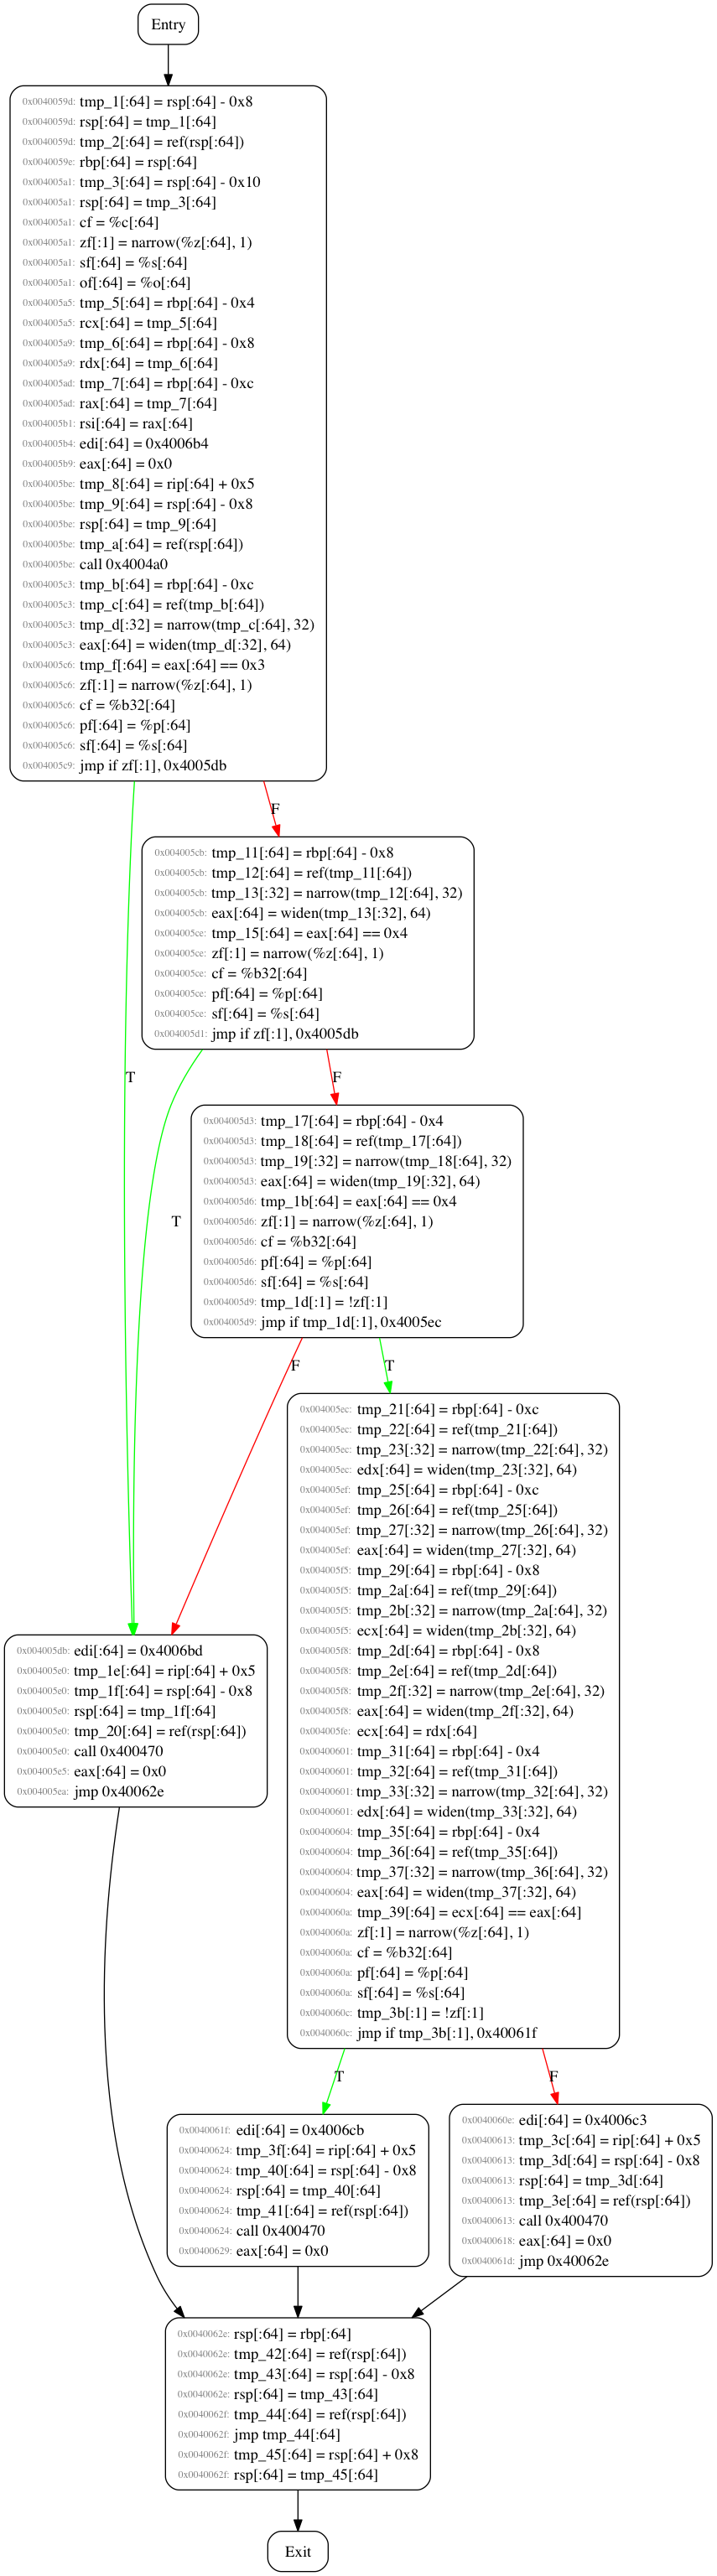 Entry
0x0040059d: tmp_1[:64] = rsp[:64] - 0x8
0x0040059d: rsp[:64] = tmp_1[:64]
0x0040059d: tmp_2[:64] = ref(rsp[:64])
0x0040059e: rbp[:64] = rsp[:64]
0x004005a1: tmp_3[:64] = rsp[:64] - 0x10
0x004005a1: rsp[:64] = tmp_3[:64]
0x004005a1: cf = %c[:64]
0x004005a1: zf[:1] = narrow(%z[:64], 1)
0x004005a1: sf[:64] = %s[:64]
0x004005a1: of[:64] = %o[:64]
0x004005a5: tmp_5[:64] = rbp[:64] - 0x4
0x004005a5: rcx[:64] = tmp_5[:64]
0x004005a9: tmp_6[:64] = rbp[:64] - 0x8
0x004005a9: rdx[:64] = tmp_6[:64]
0x004005ad: tmp_7[:64] = rbp[:64] - 0xc
0x004005ad: rax[:64] = tmp_7[:64]
0x004005b1: rsi[:64] = rax[:64]
0x004005b4: edi[:64] = 0x4006b4
0x004005b9: eax[:64] = 0x0
0x004005be: tmp_8[:64] = rip[:64] + 0x5
0x004005be: tmp_9[:64] = rsp[:64] - 0x8
0x004005be: rsp[:64] = tmp_9[:64]
0x004005be: tmp_a[:64] = ref(rsp[:64])
0x004005be: call 0x4004a0
0x004005c3: tmp_b[:64] = rbp[:64] - 0xc
0x004005c3: tmp_c[:64] = ref(tmp_b[:64])
0x004005c3: tmp_d[:32] = narrow(tmp_c[:64], 32)
0x004005c3: eax[:64] = widen(tmp_d[:32], 64)
0x004005c6: tmp_f[:64] = eax[:64] == 0x3
0x004005c6: zf[:1] = narrow(%z[:64], 1)
0x004005c6: cf = %b32[:64]
0x004005c6: pf[:64] = %p[:64]
0x004005c6: sf[:64] = %s[:64]
0x004005c9: jmp if zf[:1], 0x4005db
F
0x004005cb: tmp_11[:64] = rbp[:64] - 0x8
0x004005cb: tmp_12[:64] = ref(tmp_11[:64])
0x004005cb: tmp_13[:32] = narrow(tmp_12[:64], 32)
0x004005cb: eax[:64] = widen(tmp_13[:32], 64)
0x004005ce: tmp_15[:64] = eax[:64] == 0x4
0x004005ce: zf[:1] = narrow(%z[:64], 1)
0x004005ce: cf = %b32[:64]
0x004005ce: pf[:64] = %p[:64]
0x004005ce: sf[:64] = %s[:64]
0x004005d1: jmp if zf[:1], 0x4005db
T
F
0x004005d3: tmp_17[:64] = rbp[:64] - 0x4
0x004005d3: tmp_18[:64] = ref(tmp_17[:64])
0x004005d3: tmp_19[:32] = narrow(tmp_18[:64], 32)
0x004005d3: eax[:64] = widen(tmp_19[:32], 64)
0x004005d6: tmp_1b[:64] = eax[:64] == 0x4
T
0x004005d6: zf[:1] = narrow(%z[:64], 1)
0x004005d6: cf = %b32[:64]
0x004005d6: pf[:64] = %p[:64]
0x004005d6: sf[:64] = %s[:64]
0x004005d9: tmp_1d[:1] = !zf[:1]
0x004005d9: jmp if tmp_1d[:1], 0x4005ec
F
T
0x004005ec: tmp_21[:64] = rbp[:64] - 0xc
0x004005ec: tmp_22[:64] = ref(tmp_21[:64])
0x004005ec: tmp_23[:32] = narrow(tmp_22[:64], 32)
0x004005ec: edx[:64] = widen(tmp_23[:32], 64)
0x004005ef: tmp_25[:64] = rbp[:64] - 0xc
0x004005ef: tmp_26[:64] = ref(tmp_25[:64])
0x004005ef: tmp_27[:32] = narrow(tmp_26[:64], 32)
0x004005ef: eax[:64] = widen(tmp_27[:32], 64)
0x004005f5: tmp_29[:64] = rbp[:64] - 0x8
0x004005f5: tmp_2a[:64] = ref(tmp_29[:64])
0x004005f5: tmp_2b[:32] = narrow(tmp_2a[:64], 32)
0x004005f5: ecx[:64] = widen(tmp_2b[:32], 64)
0x004005f8: tmp_2d[:64] = rbp[:64] - 0x8
0x004005f8: tmp_2e[:64] = ref(tmp_2d[:64])
0x004005f8: tmp_2f[:32] = narrow(tmp_2e[:64], 32)
0x004005f8: eax[:64] = widen(tmp_2f[:32], 64)
0x004005fe: ecx[:64] = rdx[:64]
0x00400601: tmp_31[:64] = rbp[:64] - 0x4
0x00400601: tmp_32[:64] = ref(tmp_31[:64])
0x00400601: tmp_33[:32] = narrow(tmp_32[:64], 32)
0x00400601: edx[:64] = widen(tmp_33[:32], 64)
0x00400604: tmp_35[:64] = rbp[:64] - 0x4
0x00400604: tmp_36[:64] = ref(tmp_35[:64])
0x00400604: tmp_37[:32] = narrow(tmp_36[:64], 32)
0x00400604: eax[:64] = widen(tmp_37[:32], 64)
0x0040060a: tmp_39[:64] = ecx[:64] == eax[:64]
0x0040060a: zf[:1] = narrow(%z[:64], 1)
0x0040060a: cf = %b32[:64]
0x0040060a: pf[:64] = %p[:64]
0x0040060a: sf[:64] = %s[:64]
0x0040060c: tmp_3b[:1] = !zf[:1]
0x0040060c: jmp if tmp_3b[:1], 0x40061f
0x004005db: edi[:64] = 0x4006bd
0x004005e0: tmp_1e[:64] = rip[:64] + 0x5
0x004005e0: tmp_1f[:64] = rsp[:64] - 0x8
0x004005e0: rsp[:64] = tmp_1f[:64]
0x004005e0: tmp_20[:64] = ref(rsp[:64])
0x004005e0: call 0x400470
0x004005e5: eax[:64] = 0x0
0x004005ea: jmp 0x40062e
T
F
0x0040061f: edi[:64] = 0x4006cb
0x00400624: tmp_3f[:64] = rip[:64] + 0x5
0x00400624: tmp_40[:64] = rsp[:64] - 0x8
0x00400624: rsp[:64] = tmp_40[:64]
0x00400624: tmp_41[:64] = ref(rsp[:64])
0x00400624: call 0x400470
0x00400629: eax[:64] = 0x0
0x0040060e: edi[:64] = 0x4006c3
0x00400613: tmp_3c[:64] = rip[:64] + 0x5
0x00400613: tmp_3d[:64] = rsp[:64] - 0x8
0x00400613: rsp[:64] = tmp_3d[:64]
0x00400613: tmp_3e[:64] = ref(rsp[:64])
0x00400613: call 0x400470
0x00400618: eax[:64] = 0x0
0x0040061d: jmp 0x40062e
0x0040062e: rsp[:64] = rbp[:64]
0x0040062e: tmp_42[:64] = ref(rsp[:64])
0x0040062e: tmp_43[:64] = rsp[:64] - 0x8
0x0040062e: rsp[:64] = tmp_43[:64]
0x0040062f: tmp_44[:64] = ref(rsp[:64])
0x0040062f: jmp tmp_44[:64]
0x0040062f: tmp_45[:64] = rsp[:64] + 0x8
0x0040062f: rsp[:64] = tmp_45[:64]
Exit